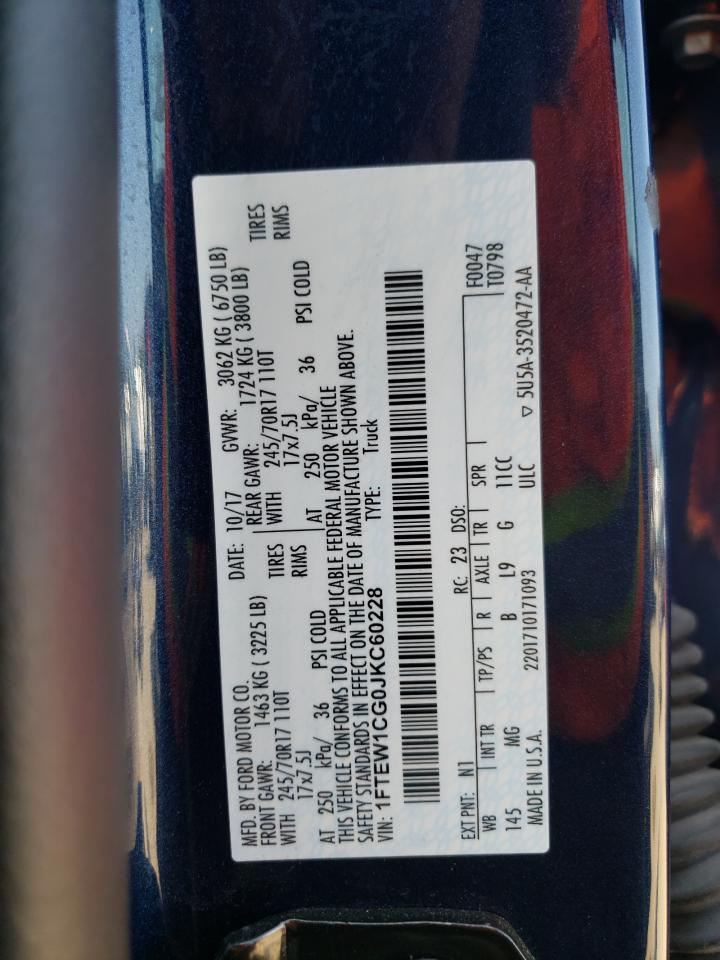 MFD. BY FORD MOTOR CO.
DATE: 10/17 GVWR: 3062 KG ( 6750 LB)
FRONT GAWR: 1463 KG ( 3225 LB)
REAR GAWR: 1724 KG ( 3800 LB)
WITH 245/70R17 110T TIRES
WITH 245/70R17 110T TIRES
17x7.5J RIMS
17x7.5J RIMS
AT 250 kPa/ 36 PSI COLD
AT 250 kPa/ 36 PSI COLD
THIS VEHICLE CONFORMS TO ALL APPLICABLE FEDERAL MOTOR VEHICLE
SAFETY STANDARDS IN EFFECT ON THE DATE OF MANUFACTURE SHOWN ABOVE.
VIN: 1FTEW1CG0JKC60228 TYPE: Truck
EXT PNT: N1 RC: 23 DSO:
WB INT TR TP/PS R AXLE TR SPR F0047
145 MG B L9 G 11CC T0798
ULC
MADE IN U.S.A. 2201710171093 ▽ 5U5A-3520472-AA